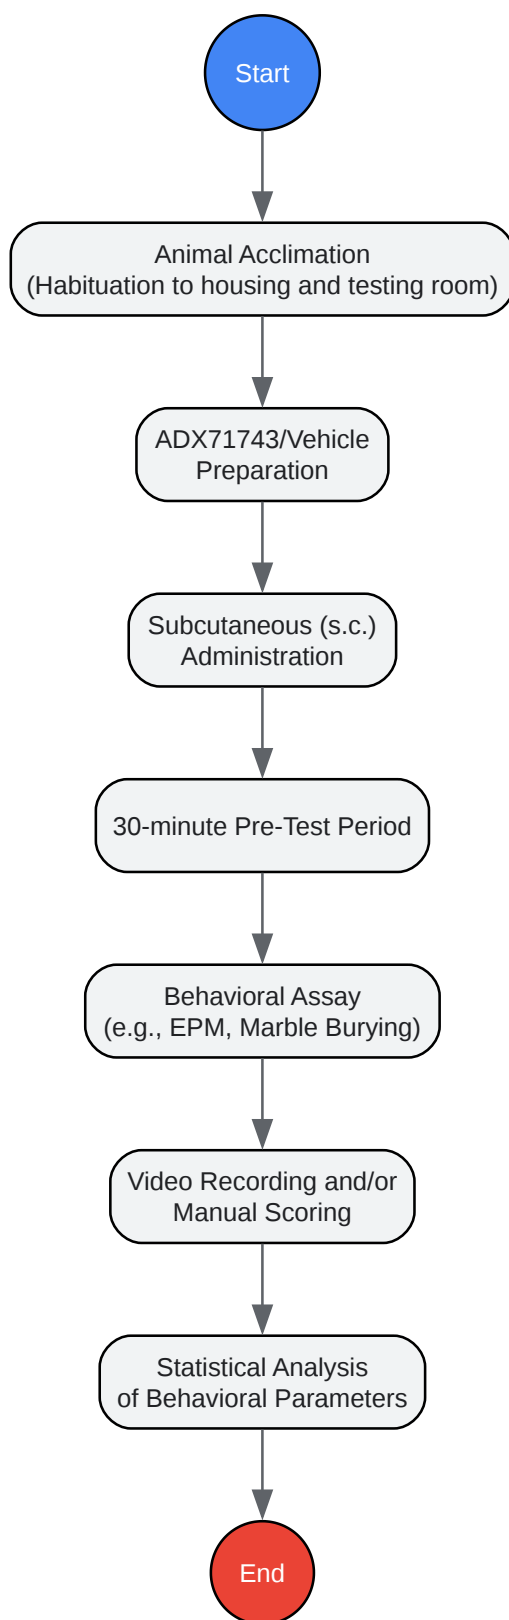 Start
Animal Acclimation
(Habituation to housing and testing room)
ADX71743/Vehicle
Preparation
Subcutaneous (s.c.)
Administration
30-minute Pre-Test Period
Behavioral Assay
(e.g., EPM, Marble Burying)
Video Recording and/or
Manual Scoring
Statistical Analysis
of Behavioral Parameters
End